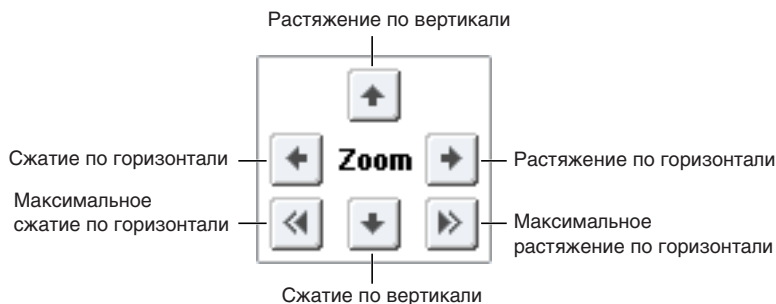 Растяжение по вертикали
Сжатие по горизонтали
Zoom
Растяжение по горизонтали
Максимальное
сжатие по горизонтали
Максимальное
растяжение по горизонтали
Сжатие по вертикали